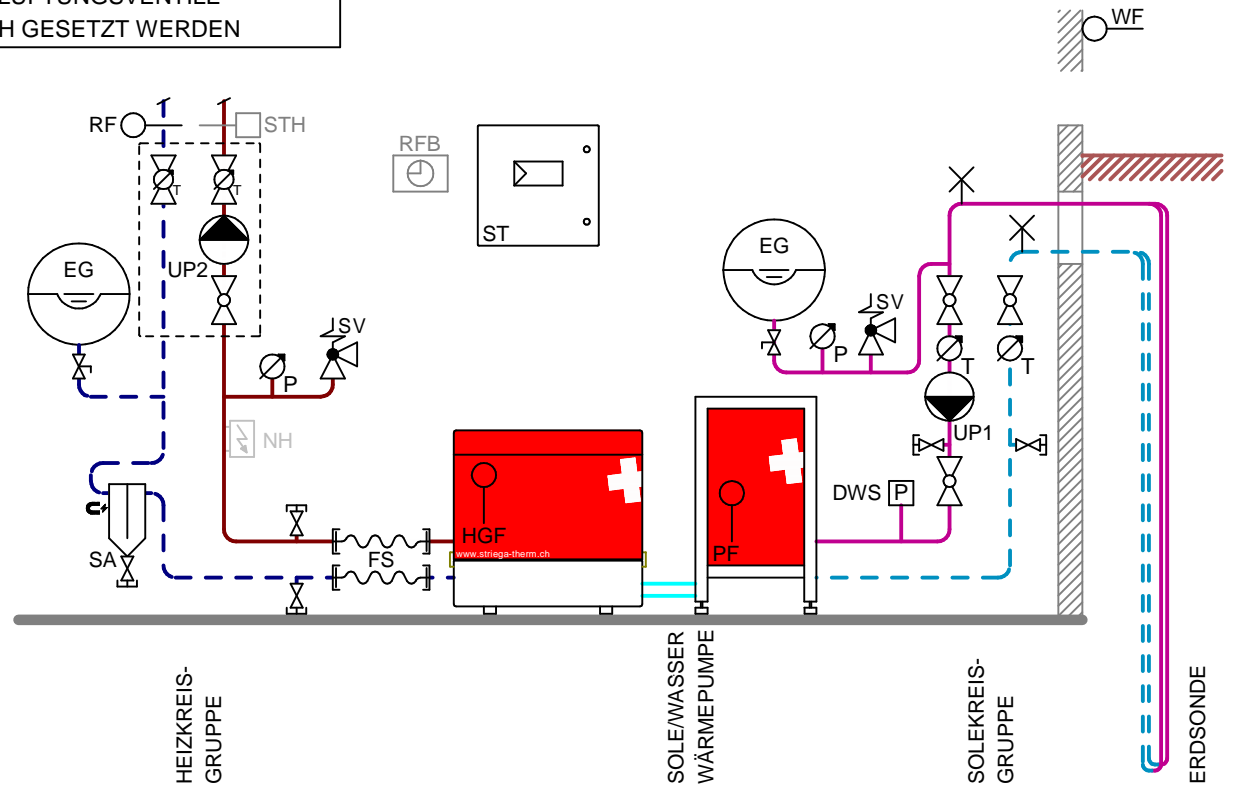 H GESETZT WERDEN
WF
RF
STH
RFB
T
T
ST
EG
UP2
EG
SV
P
SV
P
T
T
UP1
NH
DWS
P
HGF
www.striega-therm.ch
PF
FS
SA
HEIZKREIS-
GRUPPE
SOLE/WASSER
WÄRMEPUMPE
SOLEKREIS-
GRUPPE
ERDSONDE